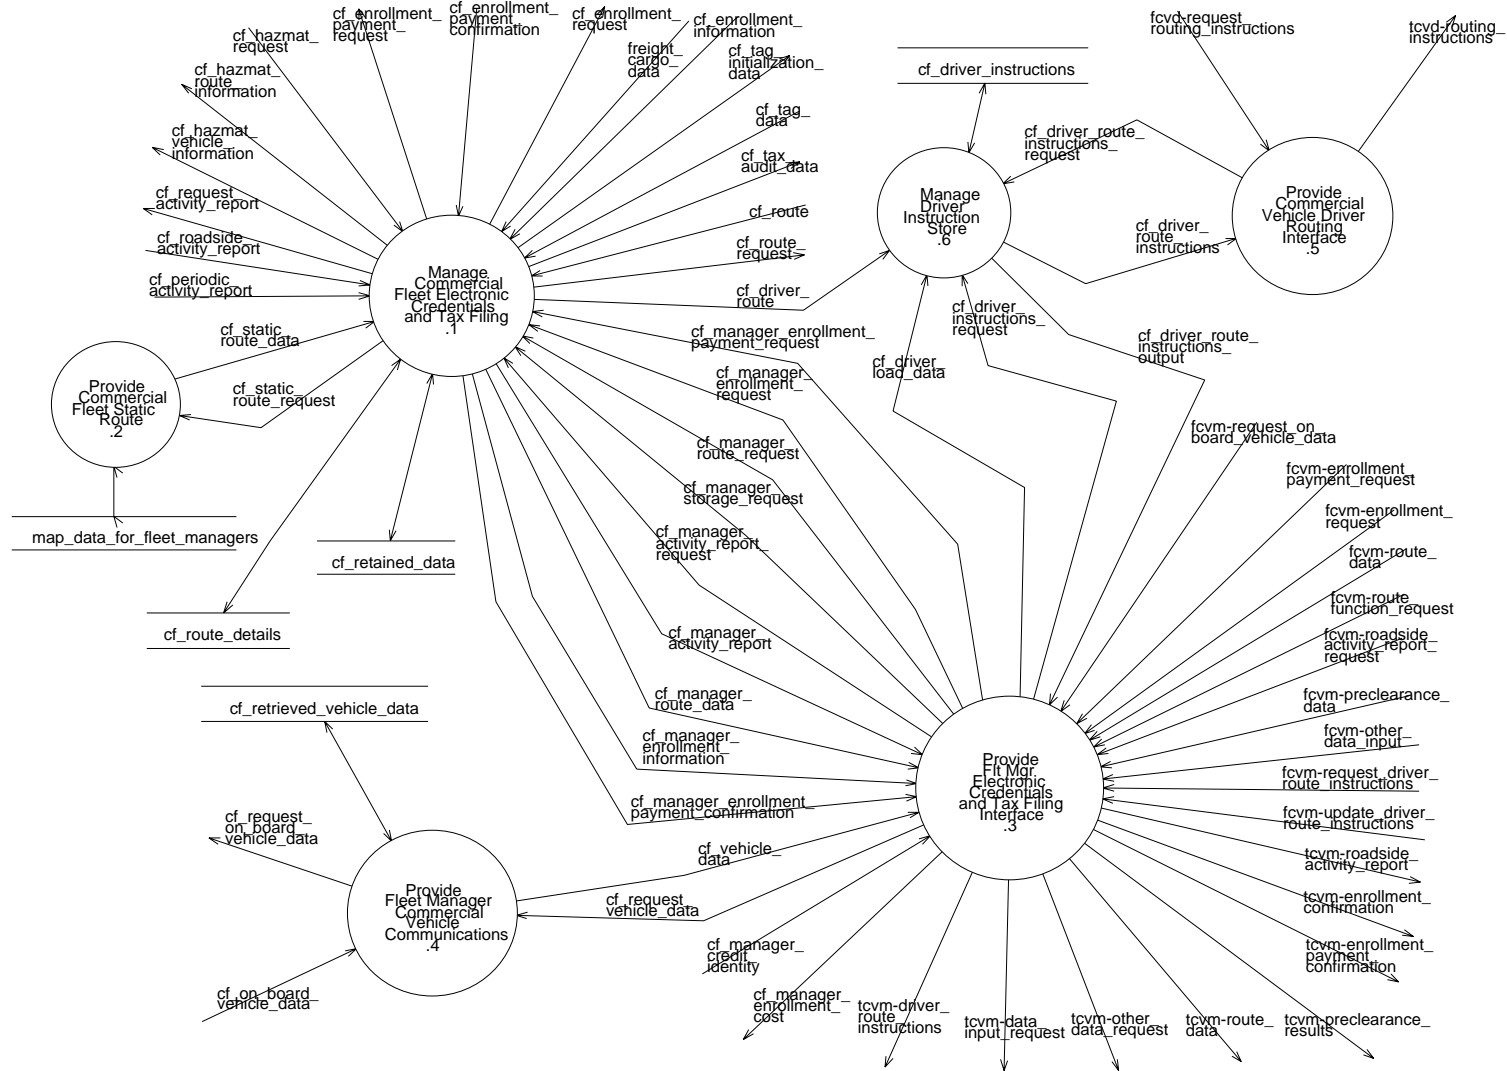 cf_enrollment_
payment_
request
cf_enrollment_
payment_
confirmation
cf_enrollment_
request
cf_enrollment_
information
fcvd-request_
routing_instructions
tcvd-routing_
instructions
cf_hazmat_
request
freight_
cargo_
data
cf_tag_
initialization_
data
cf_hazmat_
route_
information
cf_driver_instructions
cf_tag_
data
cf_hazmat_
vehicle_
information
cf_driver_route_
instructions_
request
cf_tax_
audit_data
cf_request_
activity_report
cf_route
Manage
Driver
Instruction
Store
.6
Provide
Commercial
Vehicle Driver
Routing
Interface
.5
cf_roadside_
activity_report
cf_route_
request
cf_driver_
route_
instructions
cf_periodic_
activity_report
Manage
Commercial
Fleet Electronic
Credentials
and Tax Filing
.1
cf_driver_
route
cf_static_
route_data
cf_manager_enrollment_
payment_request
cf_driver_
instructions_
request
cf_driver_route_
instructions_
output
cf_driver_
load_data
Provide
Commercial
Fleet Static
Route
.2
cf_static_
route_request
cf_manager_
enrollment_
request
fcvm-request_on_
board_vehicle_data
cf_manager_
route_request
fcvm-enrollment_
payment_request
cf_manager_
storage_request
fcvm-enrollment_
request
map_data_for_fleet_managers
cf_manager_
activity_report_
request
cf_retained_data
fcvm-route_
data
fcvm-route_
function_request
cf_route_details
cf_manager_
activity_report
fcvm-roadside_
activity_report_
request
cf_retrieved_vehicle_data
cf_manager_
route_data
fcvm-preclearance_
data
cf_manager_
enrollment_
information
fcvm-other_
data_input
Provide
Flt Mgr.
Electronic
Credentials
and Tax Filing
Interface
.3
fcvm-request_driver_
route_instructions
cf_manager_enrollment_
payment_confirmation
fcvm-update_driver_
route_instructions
cf_request_
on_board_
vehicle_data
cf_vehicle_
data
tcvm-roadside_
activity_report
Provide
Fleet Manager
Commercial
Vehicle
Communications
.4
cf_request_
vehicle_data
tcvm-enrollment_
confirmation
cf_manager_
credit_
identity
tcvm-enrollment_
payment_
confirmation
cf_on_board_
vehicle_data
cf_manager_
enrollment_
cost
tcvm-driver_
route_
instructions
tcvm-data_
input_request
tcvm-other_
data_request
tcvm-route_
data
tcvm-preclearance_
results